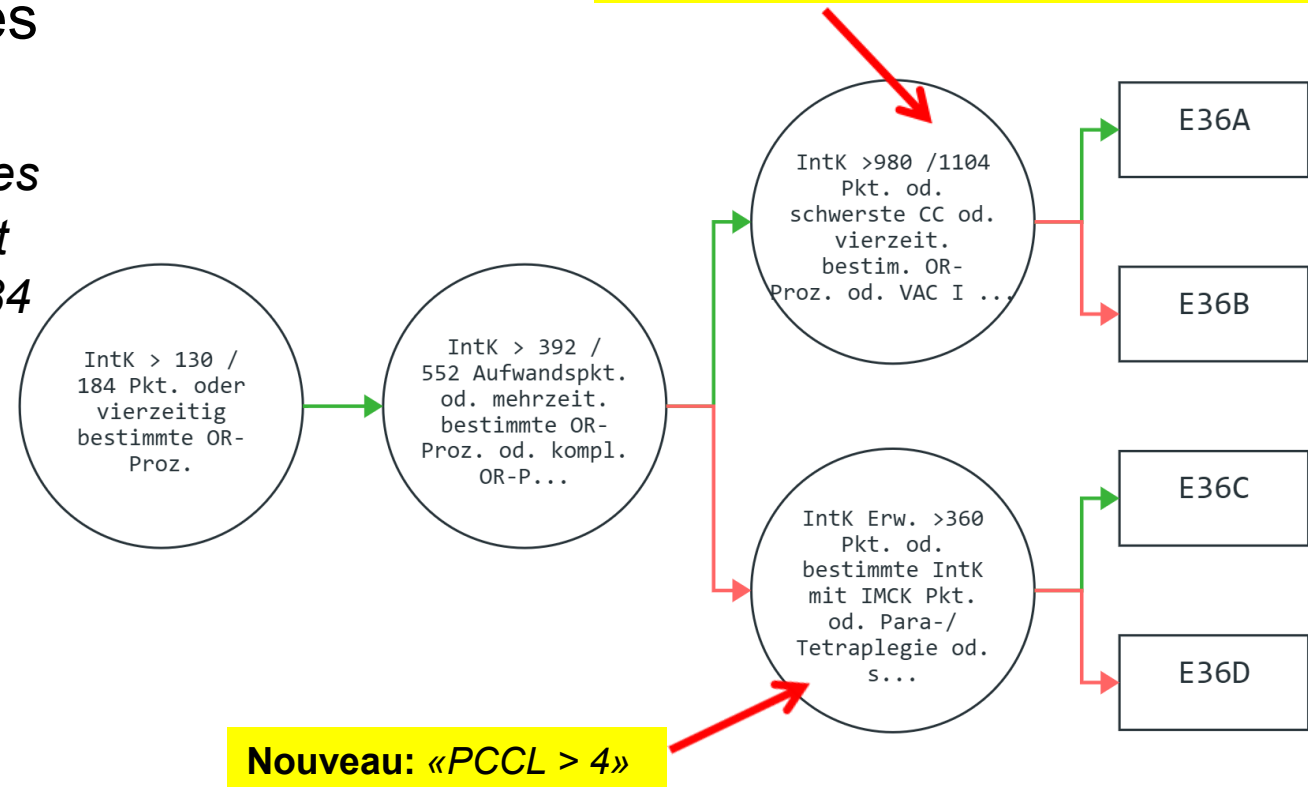 es
es
t
84
IntK > 130 /
184 Pkt. oder
vierzeitig
bestimmte OR-
Proz.
IntK > 392 /
552 Aufwandspkt.
od. mehrzeit.
bestimmte OR-
Proz. od. kompl.
OR-P...
IntK >980 /1104
Pkt. od.
schwerste CC od.
vierzeit.
bestim. OR-
Proz. od. VAC I ...
IntK Erw. >360
Pkt. od.
bestimmte IntK
mit IMCK Pkt.
od. Para-/
Tetraplegie od.
s...
E36A
E36B
E36C
E36D
Nouveau: «PCCL > 4»